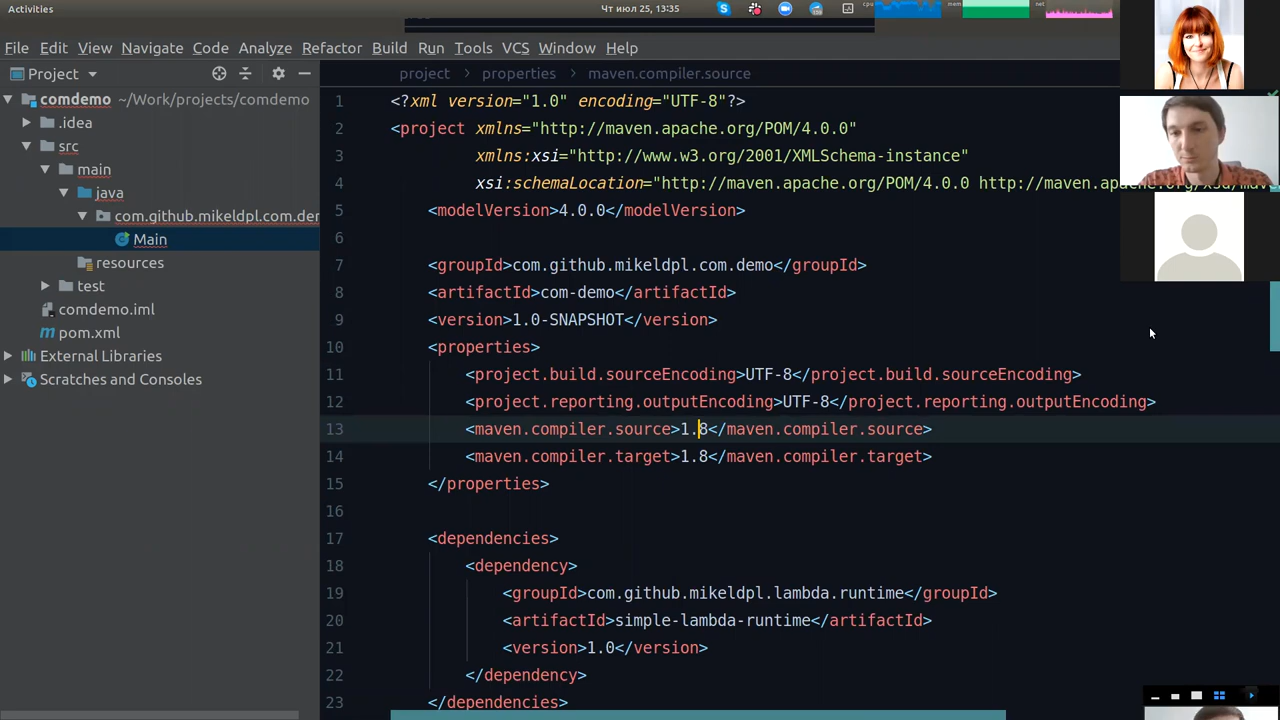 Activities
Чт июл 25, 13:35
cpu
mem
net
File Edit View Navigate Code Analyze Refactor Build Run Tools VCS Window Help
Project
project > properties > maven.compiler.source
comdemo ~/Work/projects/comdemo
.idea
src
main
java
com.github.mikeldpl.com.der
Main
resources
test
comdemo.iml
pom.xml
External Libraries
Scratches and Consoles
1 <?xml version="1.0" encoding="UTF-8"?>
2 <project xmlns="http://maven.apache.org/POM/4.0.0"
3 xmlns:xsi="http://www.w3.org/2001/XMLSchema-instance"
4 xsi:schemaLocation="http://maven.apache.org/POM/4.0.0 http://maven.apache.org/xsd/mave
5 <modelVersion>4.0.0</modelVersion>
6
7 <groupId>com.github.mikeldpl.com.demo</groupId>
8 <artifactId>com-demo</artifactId>
9 <version>1.0-SNAPSHOT</version>
10 <properties>
11 <project.build.sourceEncoding>UTF-8</project.build.sourceEncoding>
12 <project.reporting.outputEncoding>UTF-8</project.reporting.outputEncoding>
13 <maven.compiler.source>1.8</maven.compiler.source>
14 <maven.compiler.target>1.8</maven.compiler.target>
15 </properties>
16
17 <dependencies>
18 <dependency>
19 <groupId>com.github.mikeldpl.lambda.runtime</groupId>
20 <artifactId>simple-lambda-runtime</artifactId>
21 <version>1.0</version>
22 </dependency>
23 </dependencies>